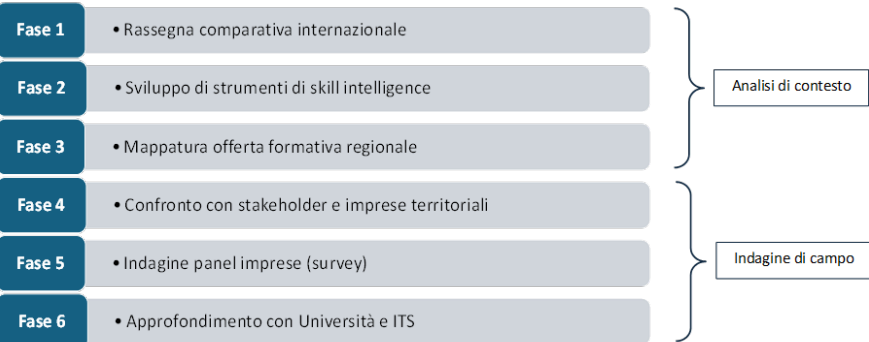 Fase 1
• Rassegna comparativa internazionale
Fase 2
• Sviluppo di strumenti di skill intelligence
Fase 3
• Mappatura offerta formativa regionale
Analisi di contesto
Fase 4
• Confronto con stakeholder e imprese territoriali
Fase 5
• Indagine panel imprese (survey)
Fase 6
• Approfondimento con Università e ITS
Indagine di campo